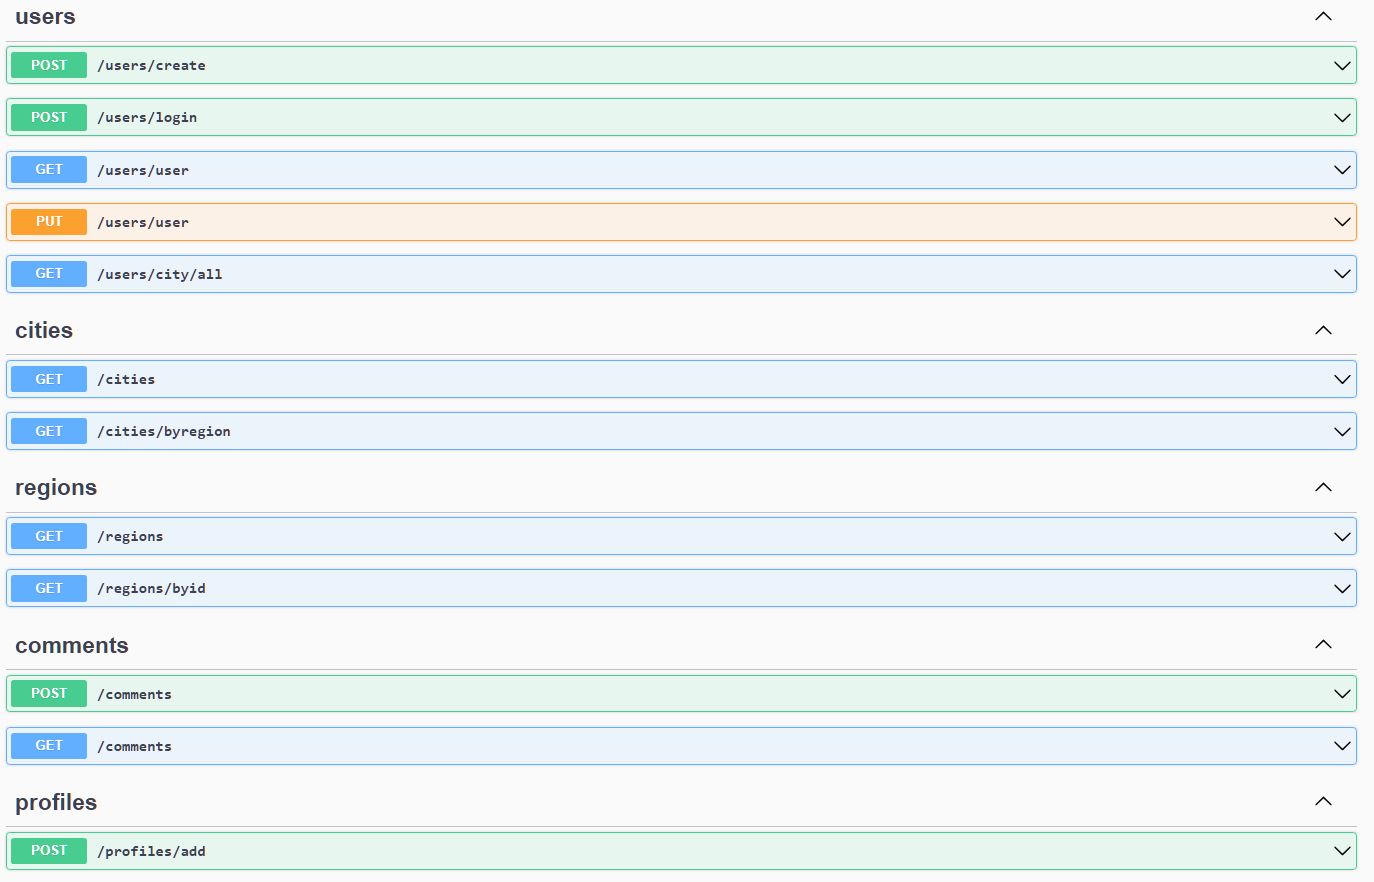 users
POST /users/create
POST /users/login
GET /users/user
PUT /users/user
GET /users/city/all
cities
GET /cities
GET /cities/byregion
regions
GET /regions
GET /regions/byid
comments
POST /comments
GET /comments
profiles
POST /profiles/add